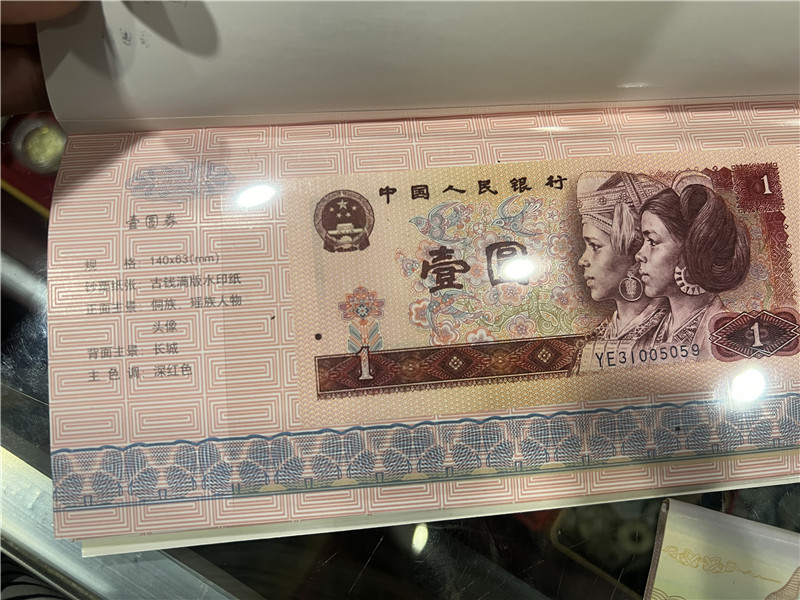 中国人民银行
1
壹圆
YE31005059
1
1
壹圆券
规 格 140x63(mm)
钞票纸张: 古钱满版水印纸
正面主景: 侗族、瑶族人物
头像
背面主景: 长城
主 色 调: 深红色